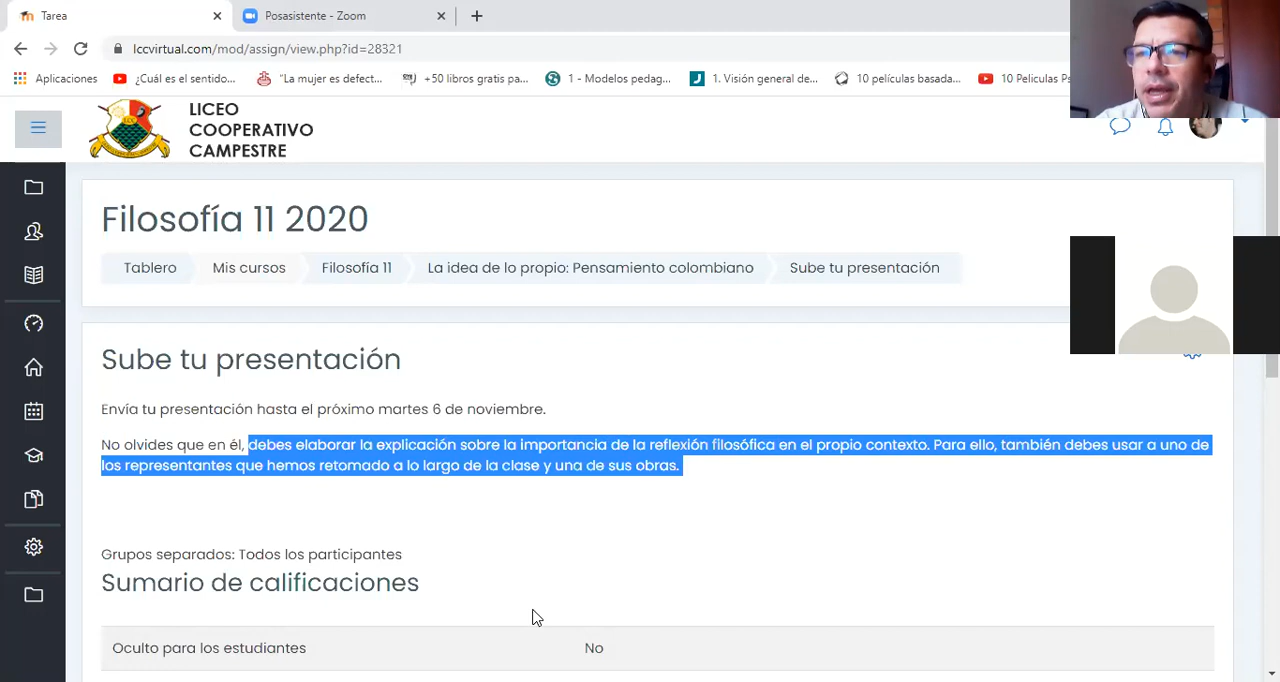 Tarea
Posasistente - Zoom
lccvirtual.com/mod/assign/view.php?id=28321
Aplicaciones
¿Cuál es el sentido...
"La mujer es defect...
+50 libros gratis pa...
1 - Modelos pedag...
1. Visión general de...
10 películas basada...
10 Peliculas Ps
LICEO
COOPERATIVO
CAMPESTRE
Filosofía 11 2020
Tablero
Mis cursos
Filosofía 11
La idea de lo propio: Pensamiento colombiano
Sube tu presentación
Sube tu presentación
Envía tu presentación hasta el próximo martes 6 de noviembre.
No olvides que en él, debes elaborar la explicación sobre la importancia de la reflexión filosófica en el propio contexto. Para ello, también debes usar a uno de
los representantes que hemos retomado a lo largo de la clase y una de sus obras.
Grupos separados: Todos los participantes
Sumario de calificaciones
Oculto para los estudiantes
No